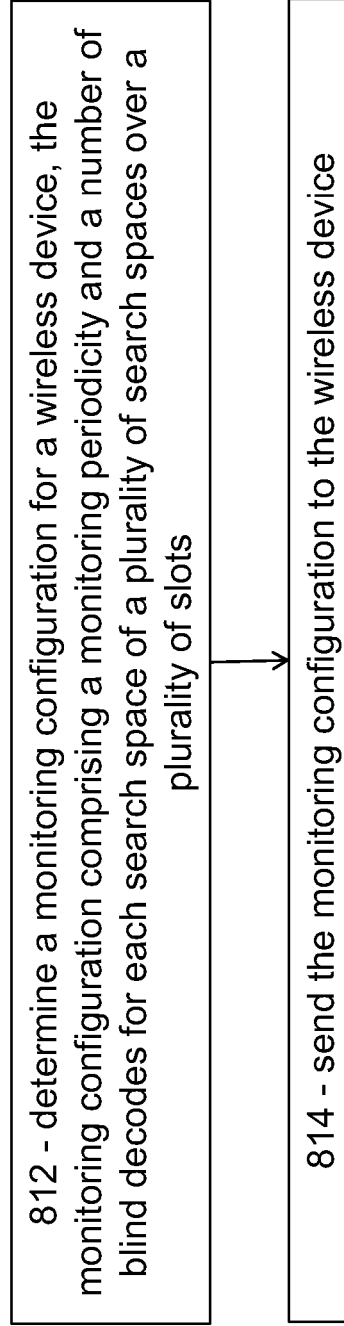 812 - determine a monitoring configuration for a wireless device, the
monitoring configuration comprising a monitoring periodicity and a number of
blind decodes for each search space of a plurality of search spaces over a
plurality of slots
814 - send the monitoring configuration to the wireless device